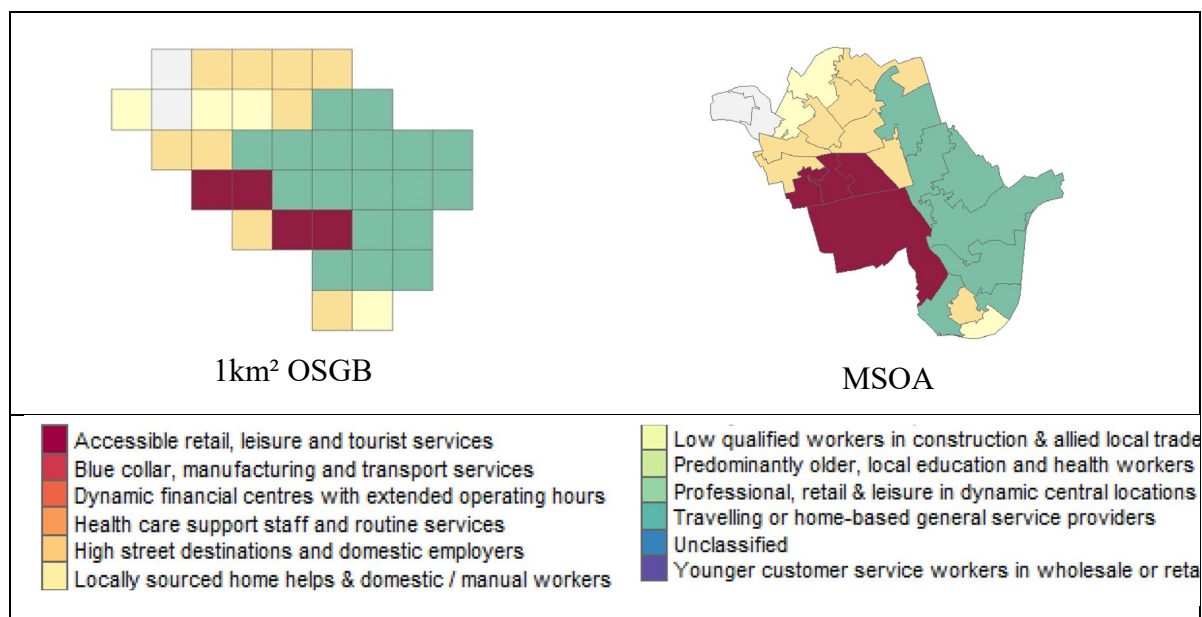 1km² OSGB
MSOA
Accessible retail, leisure and tourist services
Blue collar, manufacturing and transport services
Dynamic financial centres with extended operating hours
Health care support staff and routine services
High street destinations and domestic employers
Locally sourced home helps & domestic / manual workers
Low qualified workers in construction & allied local trade
Predominantly older, local education and health workers
Professional, retail & leisure in dynamic central locations
Travelling or home-based general service providers
Unclassified
Younger customer service workers in wholesale or reta